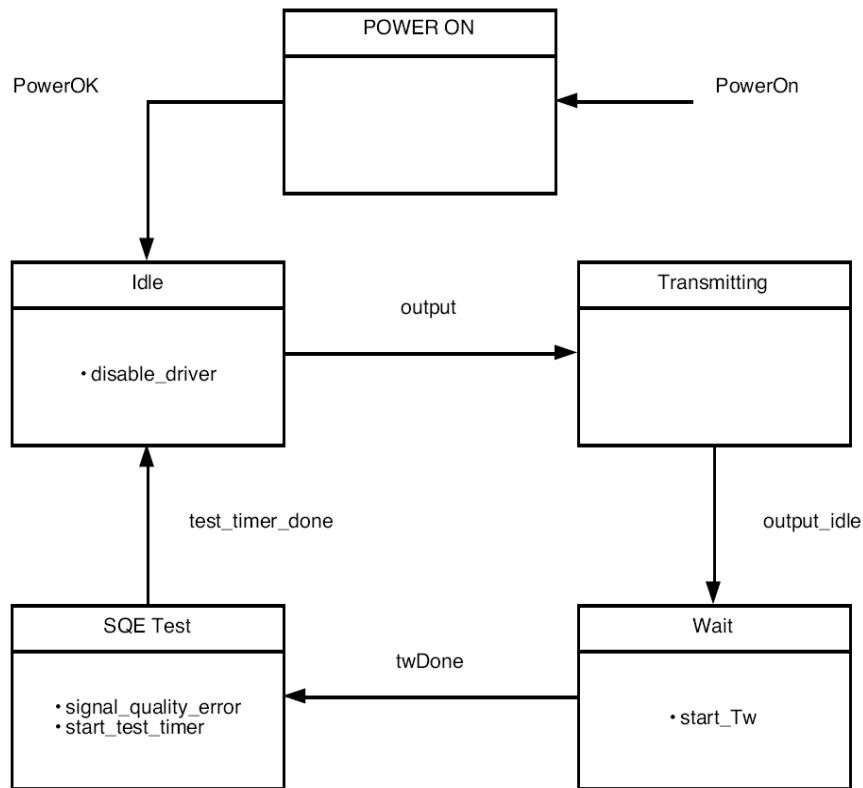 POWER ON
PowerOK
PowerOn
Idle
Transmitting
output
• disable_driver
test_timer_done
output_idle
SQE Test
Wait
twDone
• signal_quality_error
• start_test_timer
• start_Tw